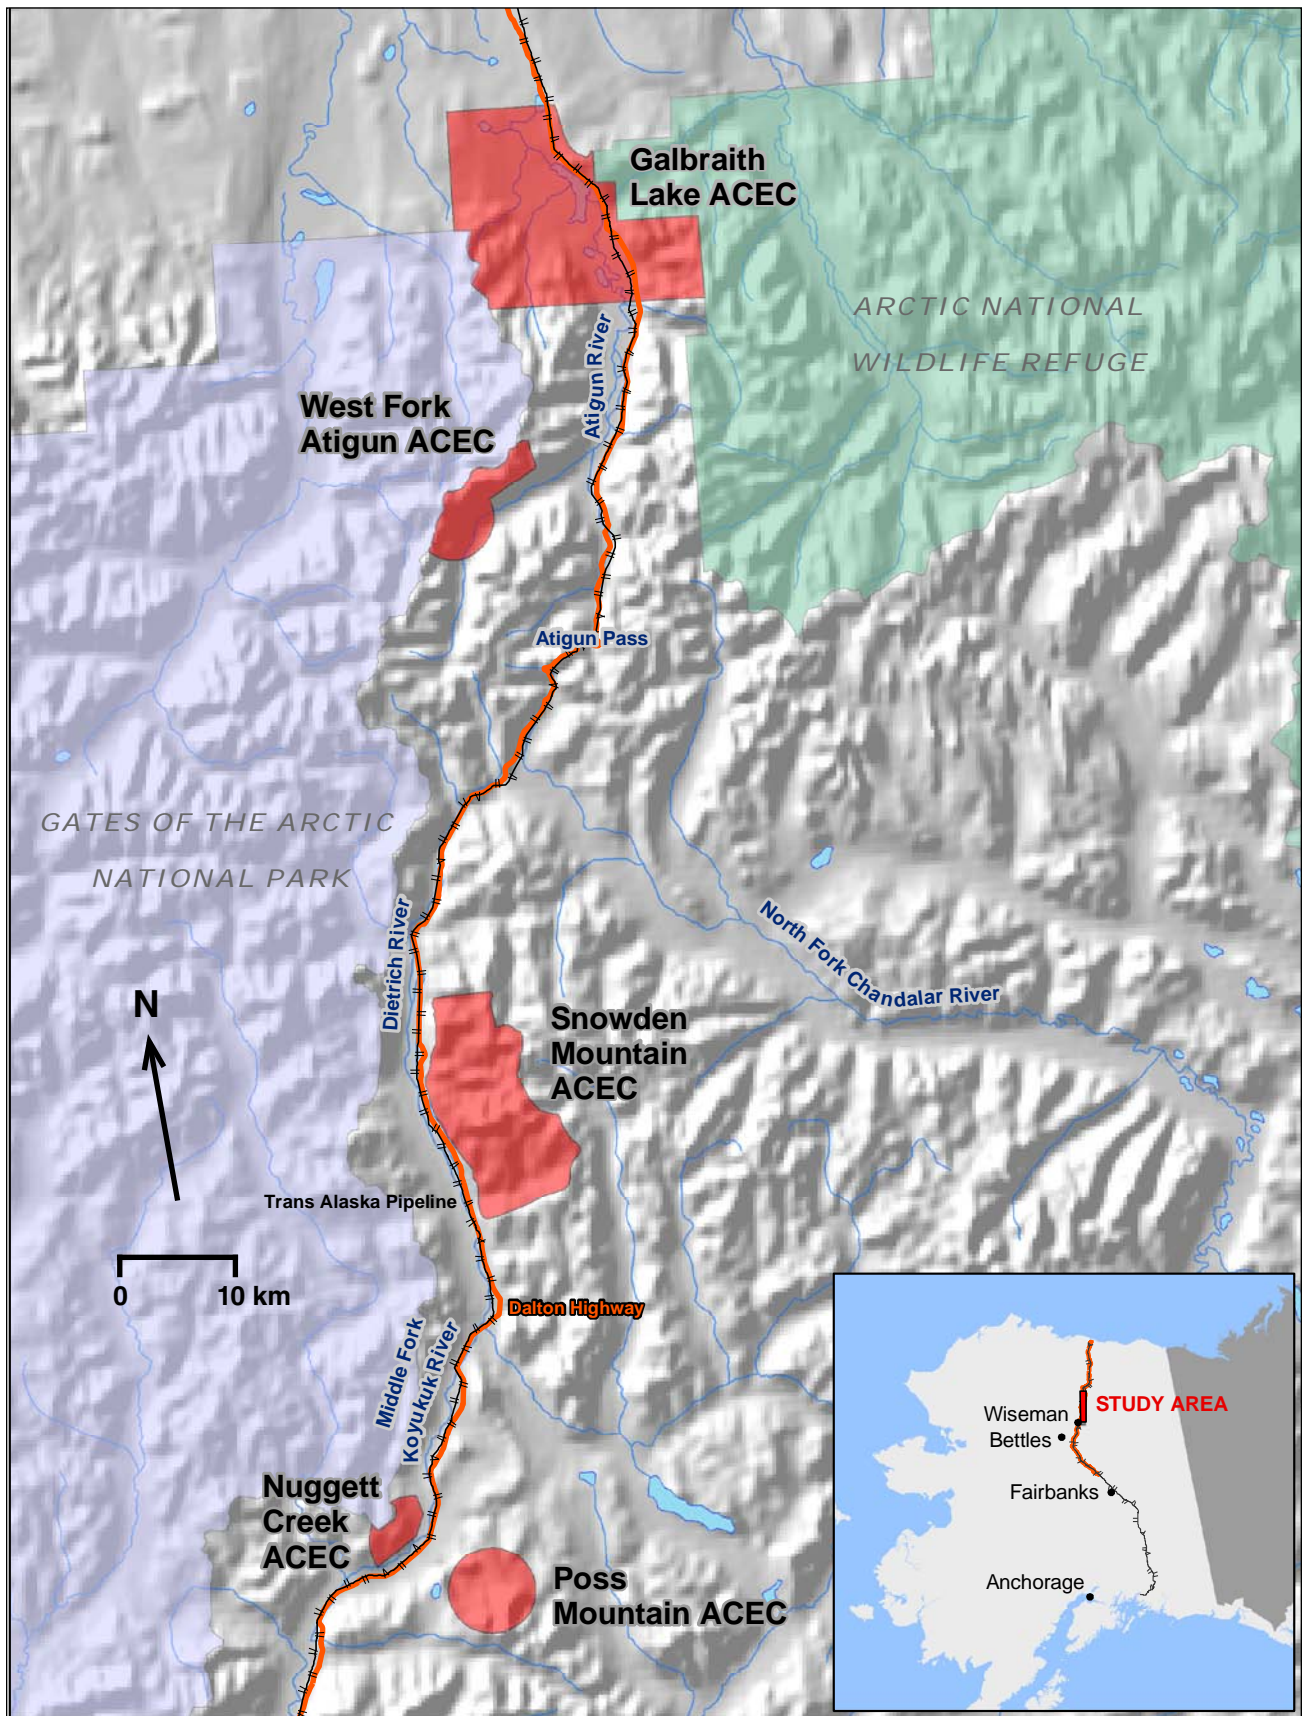 Galbraith
Lake ACEC
ARCTIC NATIONAL
WILDLIFE REFUGE
Atigun River
West Fork
Atigun ACEC
Atigun Pass
GATES OF THE ARCTIC
NATIONAL PARK
Dietrich River
North Fork Chandalar River
N
Snowden
Mountain
ACEC
Trans Alaska Pipeline
0 10 km
Dalton Highway
Middle Fork
Koyukuk River
Nuggett
Creek
ACEC
Poss
Mountain ACEC
STUDY AREA
Wiseman
Bettles
Fairbanks
Anchorage